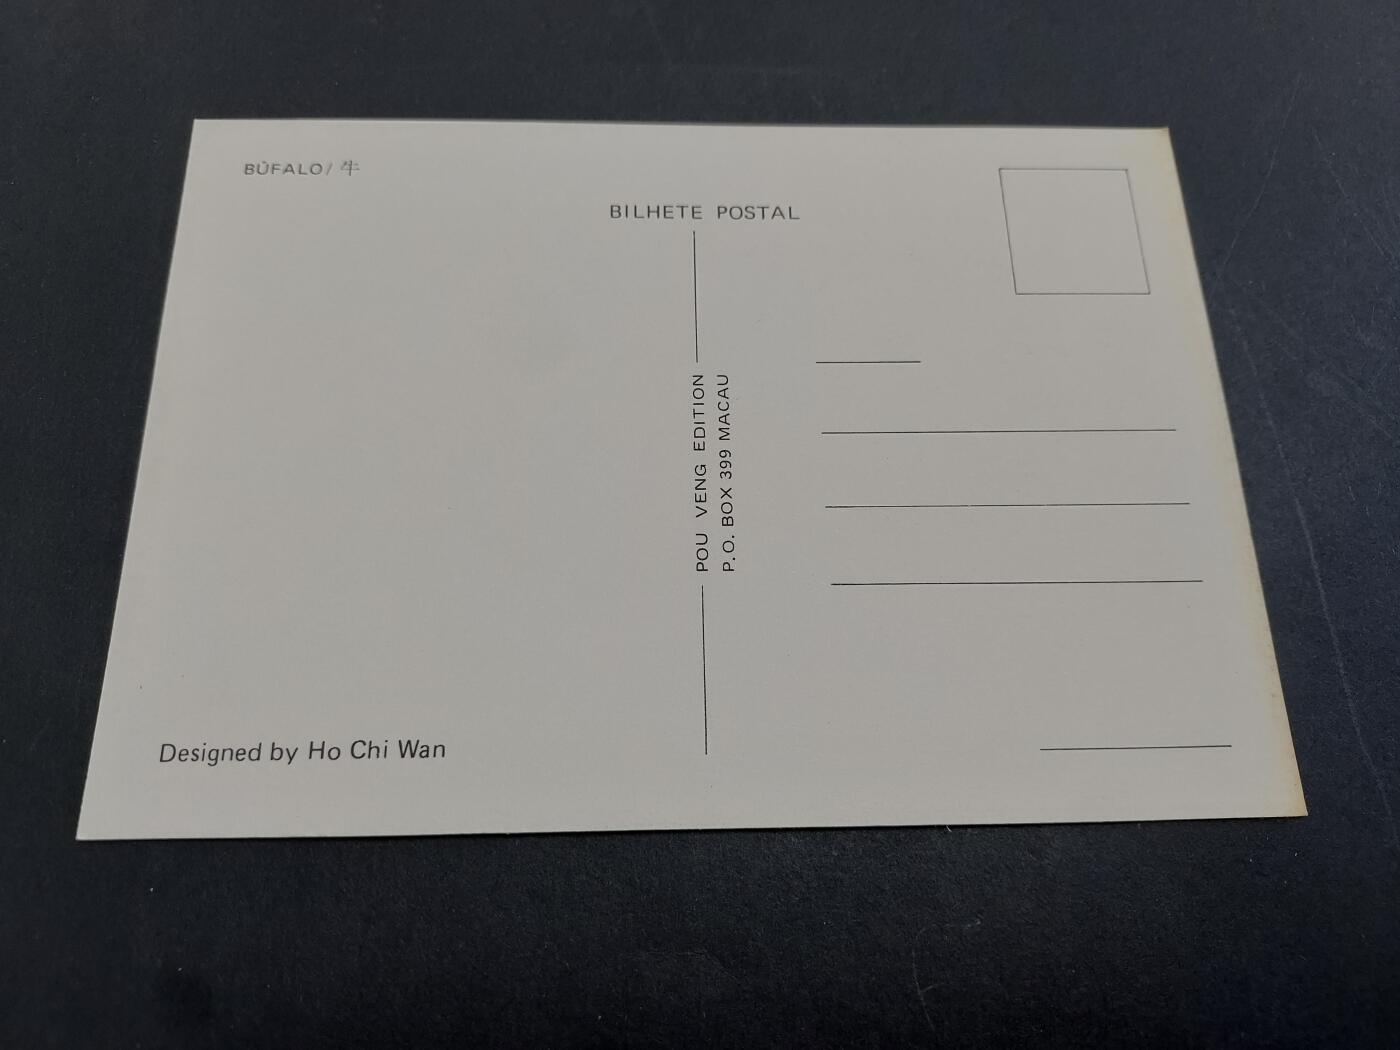 BÚFALO/ 牛
BILHETE POSTAL
POU VENG EDITION
P.O. BOX 399 MACAU
Designed by Ho Chi Wan